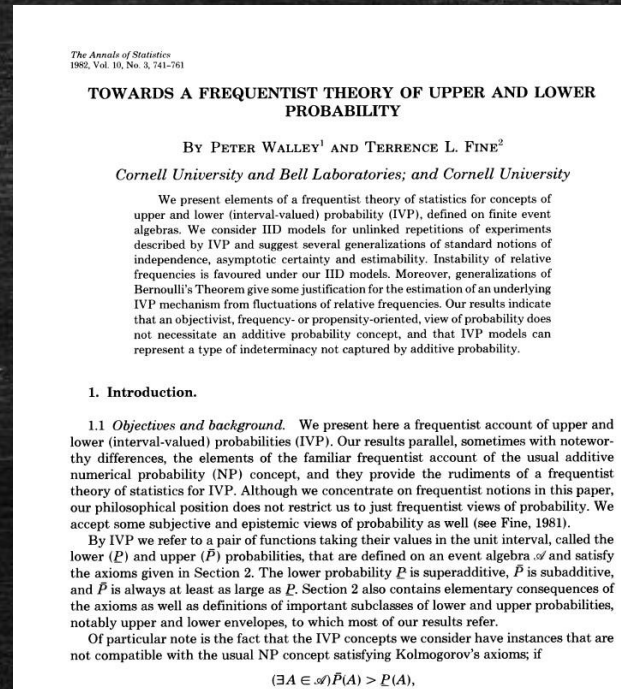 The Annals of Statistics
1982, Vol. 10, No. 3, 741-761
TOWARDS A FREQUENTIST THEORY OF UPPER AND LOWER
PROBABILITY
BY PETER WALLEY¹ AND TERRENCE L. FINE²
Cornell University and Bell Laboratories; and Cornell University
We present elements of a frequentist theory of statistics for concepts of
upper and lower (interval-valued) probability (IVP), defined on finite event
algebras. We consider IID models for unlinked repetitions of experiments
described by IVP and suggest several generalizations of standard notions of
independence, asymptotic certainty and estimability. Instability of relative
frequencies is favoured under our IID models. Moreover, generalizations of
Bernoulli's Theorem give some justification for the estimation of an underlying
IVP mechanism from fluctuations of relative frequencies. Our results indicate
that an objectivist, frequency- or propensity-oriented, view of probability does
not necessitate an additive probability concept, and that IVP models can
represent a type of indeterminacy not captured by additive probability.
1. Introduction.
1.1 Objectives and background. We present here a frequentist account of upper and
lower (interval-valued) probabilities (IVP). Our results parallel, sometimes with notewor-
thy differences, the elements of the familiar frequentist account of the usual additive
numerical probability (NP) concept, and they provide the rudiments of a frequentist
theory of statistics for IVP. Although we concentrate on frequentist notions in this paper,
our philosophical position does not restrict us to just frequentist views of probability. We
accept some subjective and epistemic views of probability as well (see Fine, 1981).
By IVP we refer to a pair of functions taking their values in the unit interval, called the
lower (P̲) and upper (P̄) probabilities, that are defined on an event algebra 𝒜 and satisfy
the axioms given in Section 2. The lower probability P̲ is superadditive, P̄ is subadditive,
and P̄ is always at least as large as P̲. Section 2 also contains elementary consequences of
the axioms as well as definitions of important subclasses of lower and upper probabilities,
notably upper and lower envelopes, to which most of our results refer.
Of particular note is the fact that the IVP concepts we consider have instances that are
not compatible with the usual NP concept satisfying Kolmogorov's axioms; if
(∃A ∈ 𝒜)P̄(A) > P̲(A),